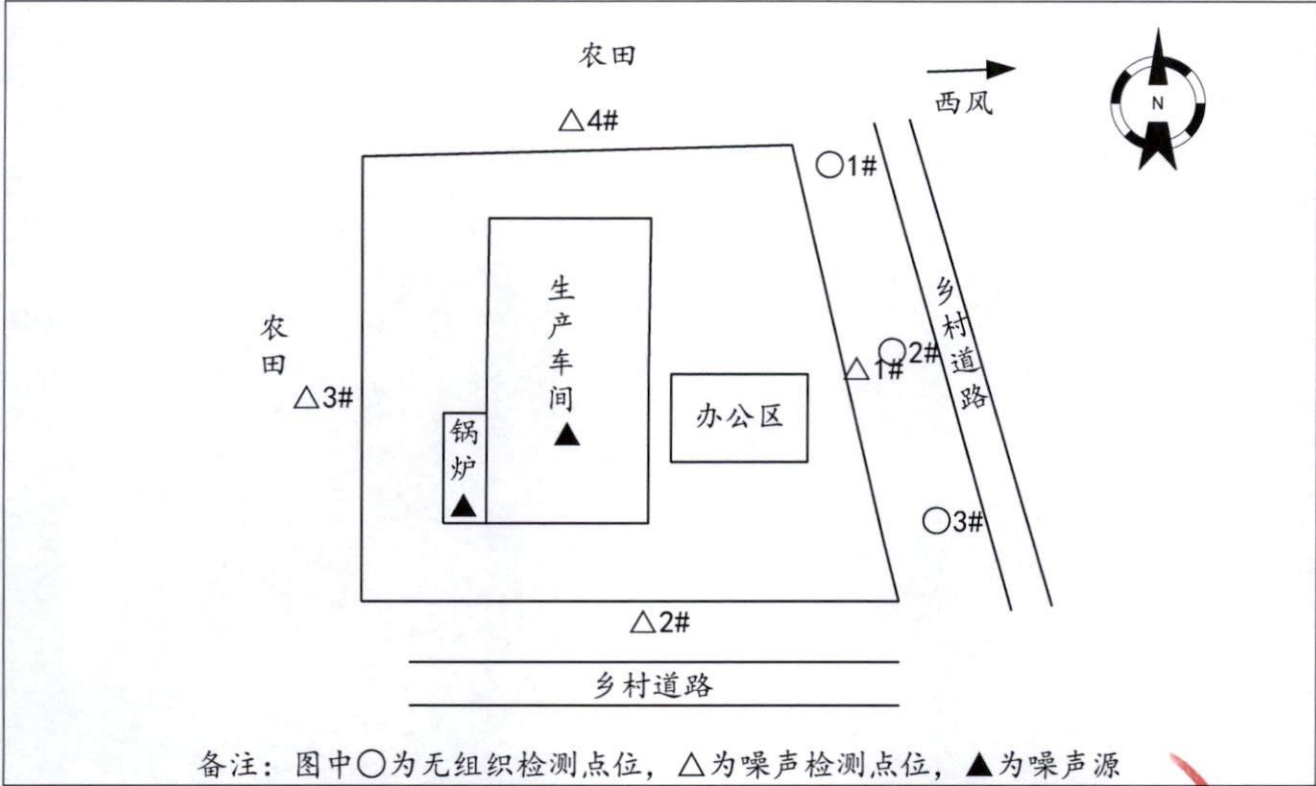 农田
西风
N
△4#
○1#
生产车间
乡村道路
农田
○2#
△1#
△3#
办公区
锅炉
▲
▲
○3#
△2#
乡村道路
备注：图中○为无组织检测点位，△为噪声检测点位，▲为噪声源